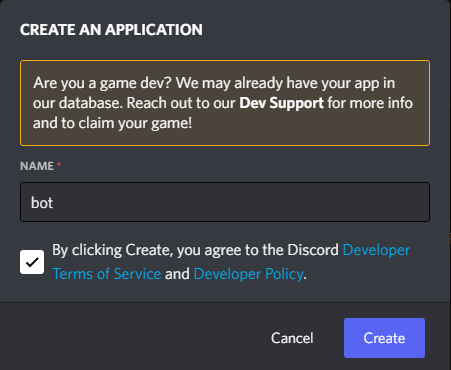 CREATE AN APPLICATION
Are you a game dev? We may already have your app in
our database. Reach out to our Dev Support for more info
and to claim your game!
NAME *
bot
By clicking Create, you agree to the Discord Developer
Terms of Service and Developer Policy.
Cancel Create